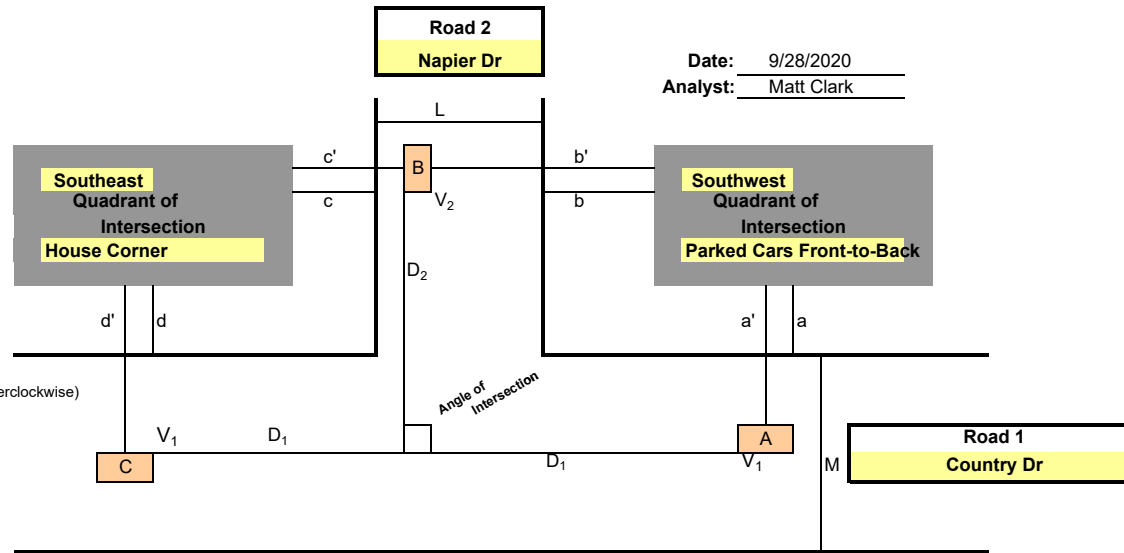 Road 2
Napier Dr
Date: 9/28/2020
Analyst: Matt Clark
L
c' B b'
Southeast
Quadrant of
Intersection
House Corner
c V2 b
Southwest
Quadrant of
Intersection
Parked Cars Front-to-Back
D2
d' d a' a
erclockwise)
Angle of
Intersection
V1 D1 A
C D1 V1 M
Road 1
Country Dr